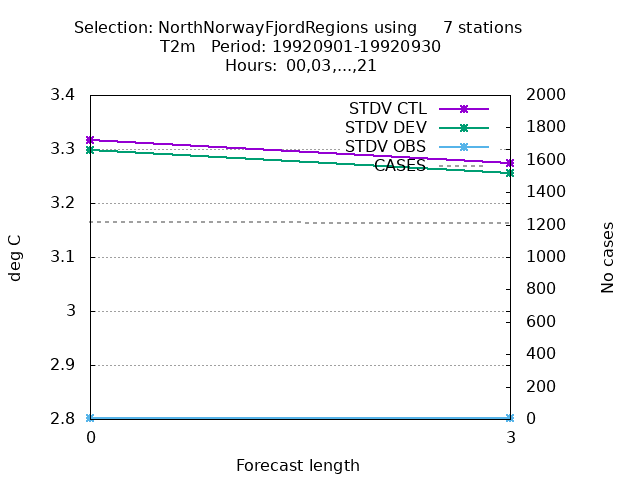 Selection: NorthNorwayFjordRegions using     7 stations
T2m   Period: 19920901-19920930
Hours: 00,03,...,21
3.4
3.3
3.2
3.1
3
2.9
2.8
2000
1800
1600
1400
1200
1000
800
600
400
200
0
STDV CTL
STDV DEV
STDV OBS
CASES
deg C
No cases
0
3
Forecast length